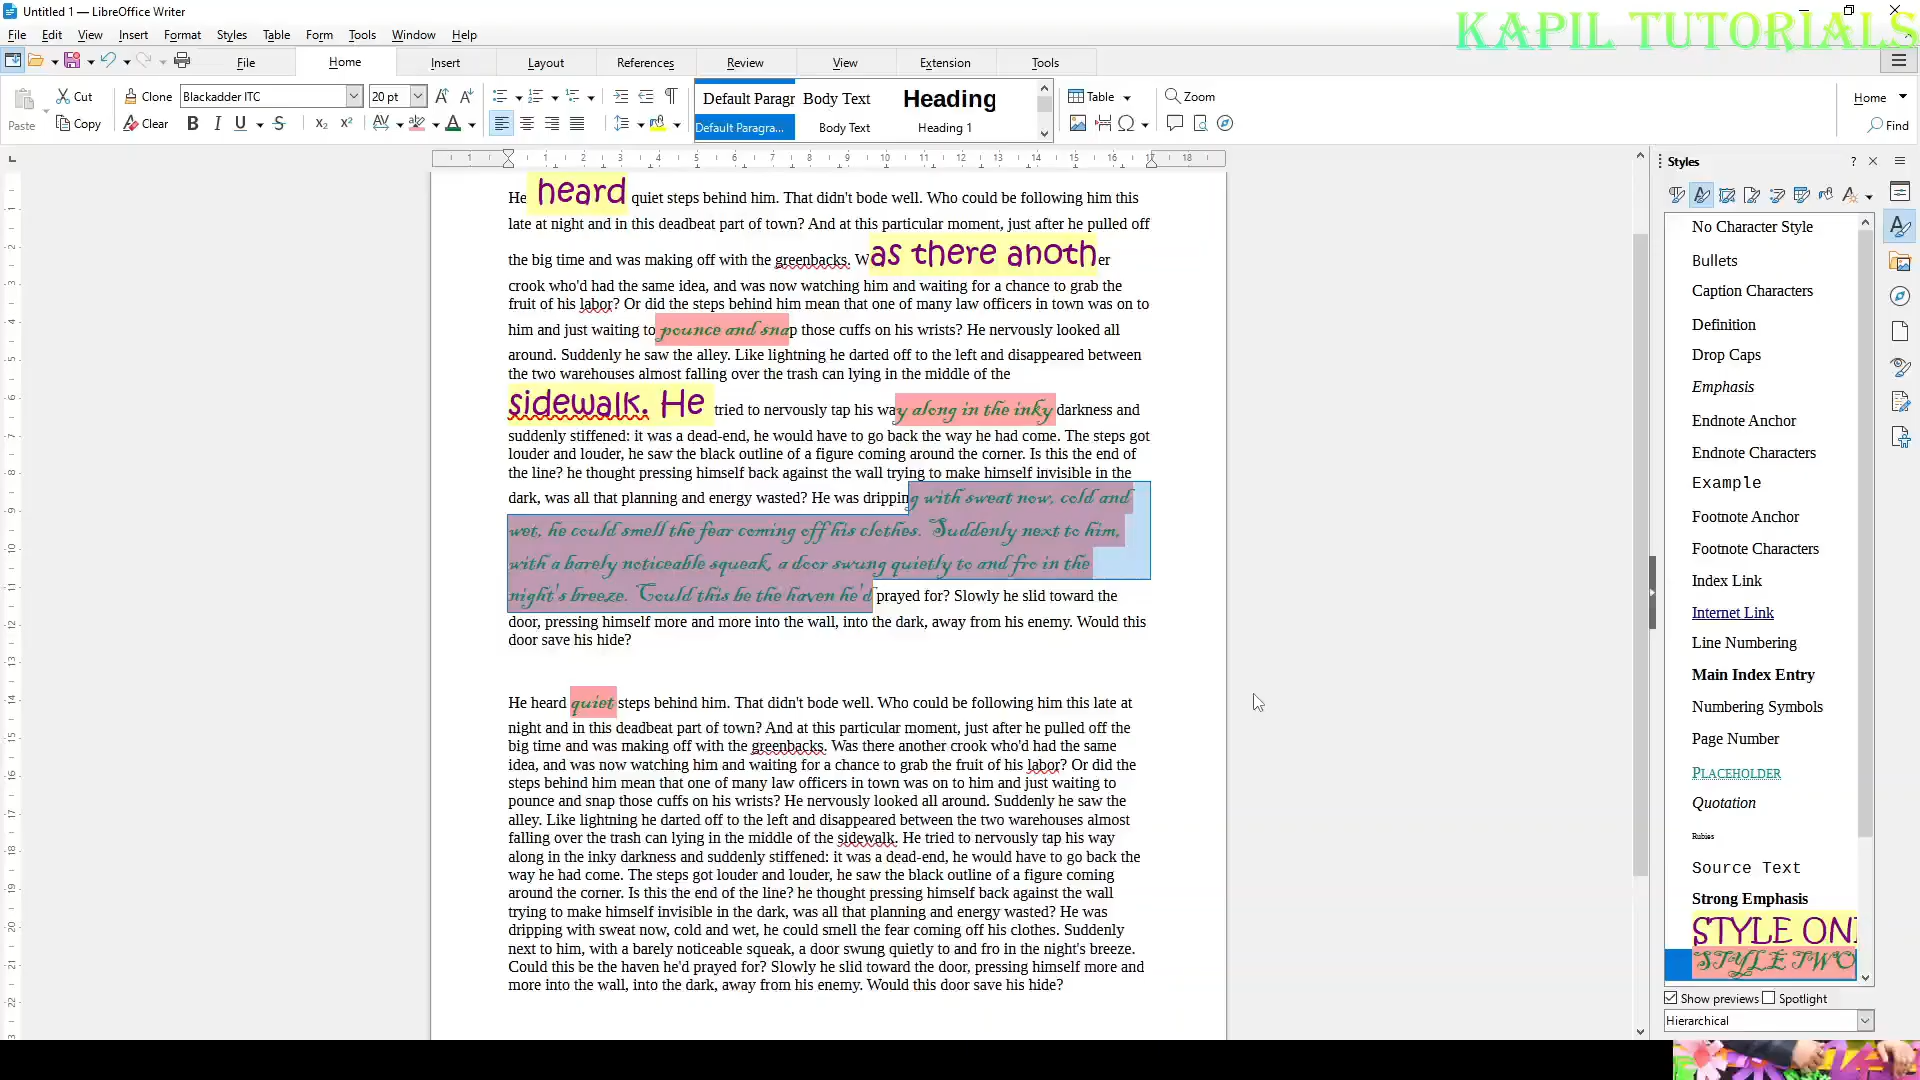 Untitled 1 — LibreOffice Writer
KAPIL TUTORIALS
File Edit View Insert Format Styles Table Form Tools Window Help
File Home Insert Layout References Review View Extension Tools
Paste Cut Clone Blackadder ITC 20 pt Default Paragr Body Text Heading Table Zoom Home
Copy Clear Default Paragra... Body Text Heading 1 Find
1 1 2 3 4 5 6 7 8 9 10 11 12 13 14 15 16 17 18
He heard quiet steps behind him. That didn't bode well. Who could be following him this
late at night and in this deadbeat part of town? And at this particular moment, just after he pulled off
the big time and was making off with the greenbacks. Was there another
crook who'd had the same idea, and was now watching him and waiting for a chance to grab the
fruit of his labor? Or did the steps behind him mean that one of many law officers in town was on to
him and just waiting to pounce and snap those cuffs on his wrists? He nervously looked all
around. Suddenly he saw the alley. Like lightning he darted off to the left and disappeared between
the two warehouses almost falling over the trash can lying in the middle of the
sidewalk. He tried to nervously tap his way along in the inky darkness and
suddenly stiffened: it was a dead-end, he would have to go back the way he had come. The steps got
louder and louder, he saw the black outline of a figure coming around the corner. Is this the end of
the line? he thought pressing himself back against the wall trying to make himself invisible in the
dark, was all that planning and energy wasted? He was dripping with sweat now, cold and
wet, he could smell the fear coming off his clothes. Suddenly next to him,
with a barely noticeable squeak, a door swung quietly to and fro in the
night's breeze. Could this be the haven he'd prayed for? Slowly he slid toward the
door, pressing himself more and more into the wall, into the dark, away from his enemy. Would this
door save his hide?
He heard quiet steps behind him. That didn't bode well. Who could be following him this late at
night and in this deadbeat part of town? And at this particular moment, just after he pulled off the
big time and was making off with the greenbacks. Was there another crook who'd had the same
idea, and was now watching him and waiting for a chance to grab the fruit of his labor? Or did the
steps behind him mean that one of many law officers in town was on to him and just waiting to
pounce and snap those cuffs on his wrists? He nervously looked all around. Suddenly he saw the
alley. Like lightning he darted off to the left and disappeared between the two warehouses almost
falling over the trash can lying in the middle of the sidewalk. He tried to nervously tap his way
along in the inky darkness and suddenly stiffened: it was a dead-end, he would have to go back the
way he had come. The steps got louder and louder, he saw the black outline of a figure coming
around the corner. Is this the end of the line? he thought pressing himself back against the wall
trying to make himself invisible in the dark, was all that planning and energy wasted? He was
dripping with sweat now, cold and wet, he could smell the fear coming off his clothes. Suddenly
next to him, with a barely noticeable squeak, a door swung quietly to and fro in the night's breeze.
Could this be the haven he'd prayed for? Slowly he slid toward the door, pressing himself more and
more into the wall, into the dark, away from his enemy. Would this door save his hide?
Styles
No Character Style
Bullets
Caption Characters
Definition
Drop Caps
Emphasis
Endnote Anchor
Endnote Characters
Example
Footnote Anchor
Footnote Characters
Index Link
Internet Link
Line Numbering
Main Index Entry
Numbering Symbols
Page Number
PLACEHOLDER
Quotation
Rubies
Source Text
Strong Emphasis
STYLE ON
STYLE TWO
Show previews Spotlight
Hierarchical